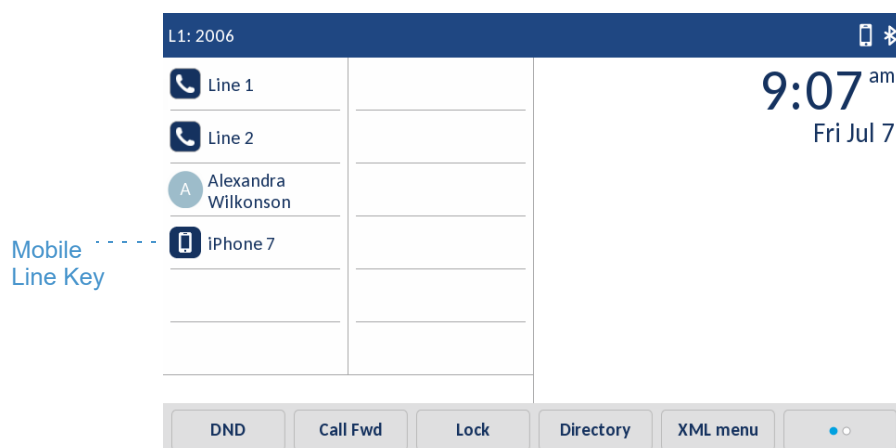 L1: 2006
Line 1
Line 2
A
Alexandra
Wilkonson
iPhone 7
9:07 am
Fri Jul 7
Mobile
Line Key
DND
Call Fwd
Lock
Directory
XML menu